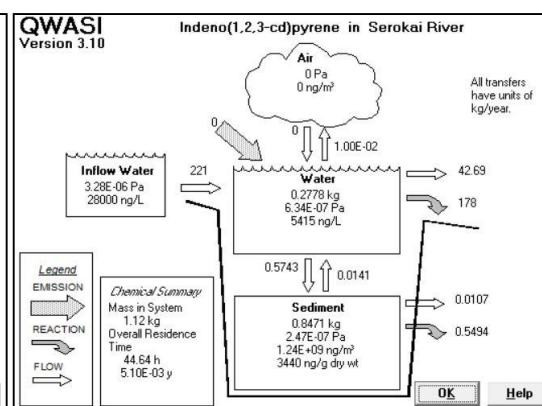 QWASI
Version 3.10
Indeno(1,2,3-cd)pyrene in Serokai River
Air
0 Pa
0 ng/m³
All transfers
have units of
kg/year.
0
0
1.00E-02
Inflow Water
3.28E-06 Pa
28000 ng/L
221
Water
0.2778 kg
6.34E-07 Pa
5415 ng/L
42.69
178
0.5743
0.0141
Legend
EMISSION
REACTION
FLOW
Chemical Summary
Mass in System
1.12 kg
Overall Residence
Time
44.64 h
5.10E-03 y
Sediment
0.8471 kg
2.47E-07 Pa
1.24E+09 ng/m³
3440 ng/g dry wt
0.0107
0.5494
OK
Help